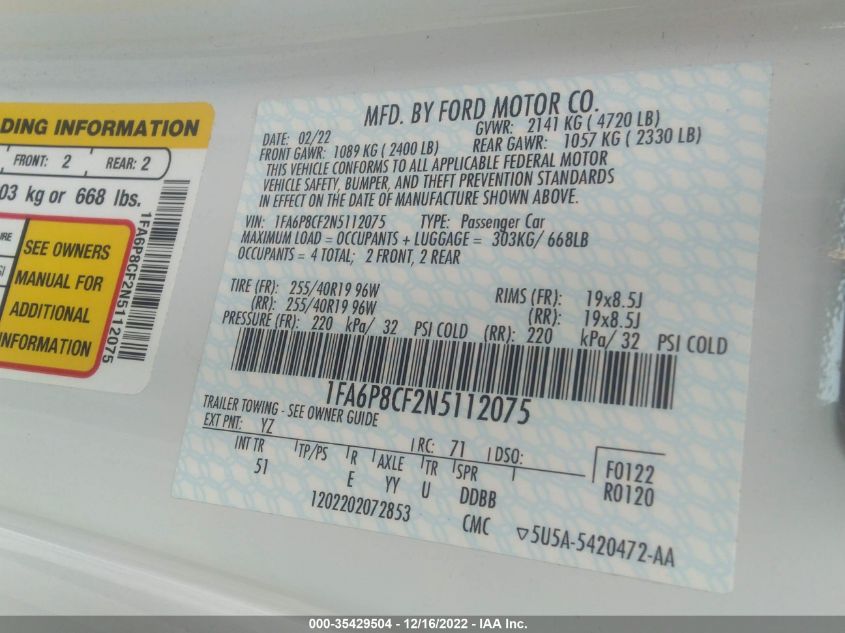 DING INFORMATION
FRONT: 2 REAR: 2
03 kg or 668 lbs.
SEE OWNERS
MANUAL FOR
ADDITIONAL
INFORMATION
1FA6P8CF2N5112075
MFD. BY FORD MOTOR CO.
DATE: 02/22 GVWR: 2141 KG ( 4720 LB)
FRONT GAWR: 1089 KG ( 2400 LB) REAR GAWR: 1057 KG ( 2330 LB)
THIS VEHICLE CONFORMS TO ALL APPLICABLE FEDERAL MOTOR
VEHICLE SAFETY, BUMPER, AND THEFT PREVENTION STANDARDS
IN EFFECT ON THE DATE OF MANUFACTURE SHOWN ABOVE.
VIN: 1FA6P8CF2N5112075 TYPE: Passenger Car
MAXIMUM LOAD = OCCUPANTS + LUGGAGE = 303KG/ 668LB
OCCUPANTS = 4 TOTAL; 2 FRONT, 2 REAR
TIRE (FR): 255/40R19 96W RIMS (FR): 19x8.5J
(RR): 255/40R19 96W (RR): 19x8.5J
PRESSURE (FR): 220 kPa/ 32 PSI COLD (RR): 220 kPa/ 32 PSI COLD
1FA6P8CF2N5112075
TRAILER TOWING - SEE OWNER GUIDE
EXT PNT: YZ RC: 71 DSO:
INT TR TP/PS R AXLE TR SPR
51 E YY U DDBB
F0122
R0120
1202202072853 CMC ▽5U5A-5420472-AA
000-35429504 - 12/16/2022 - IAA Inc.